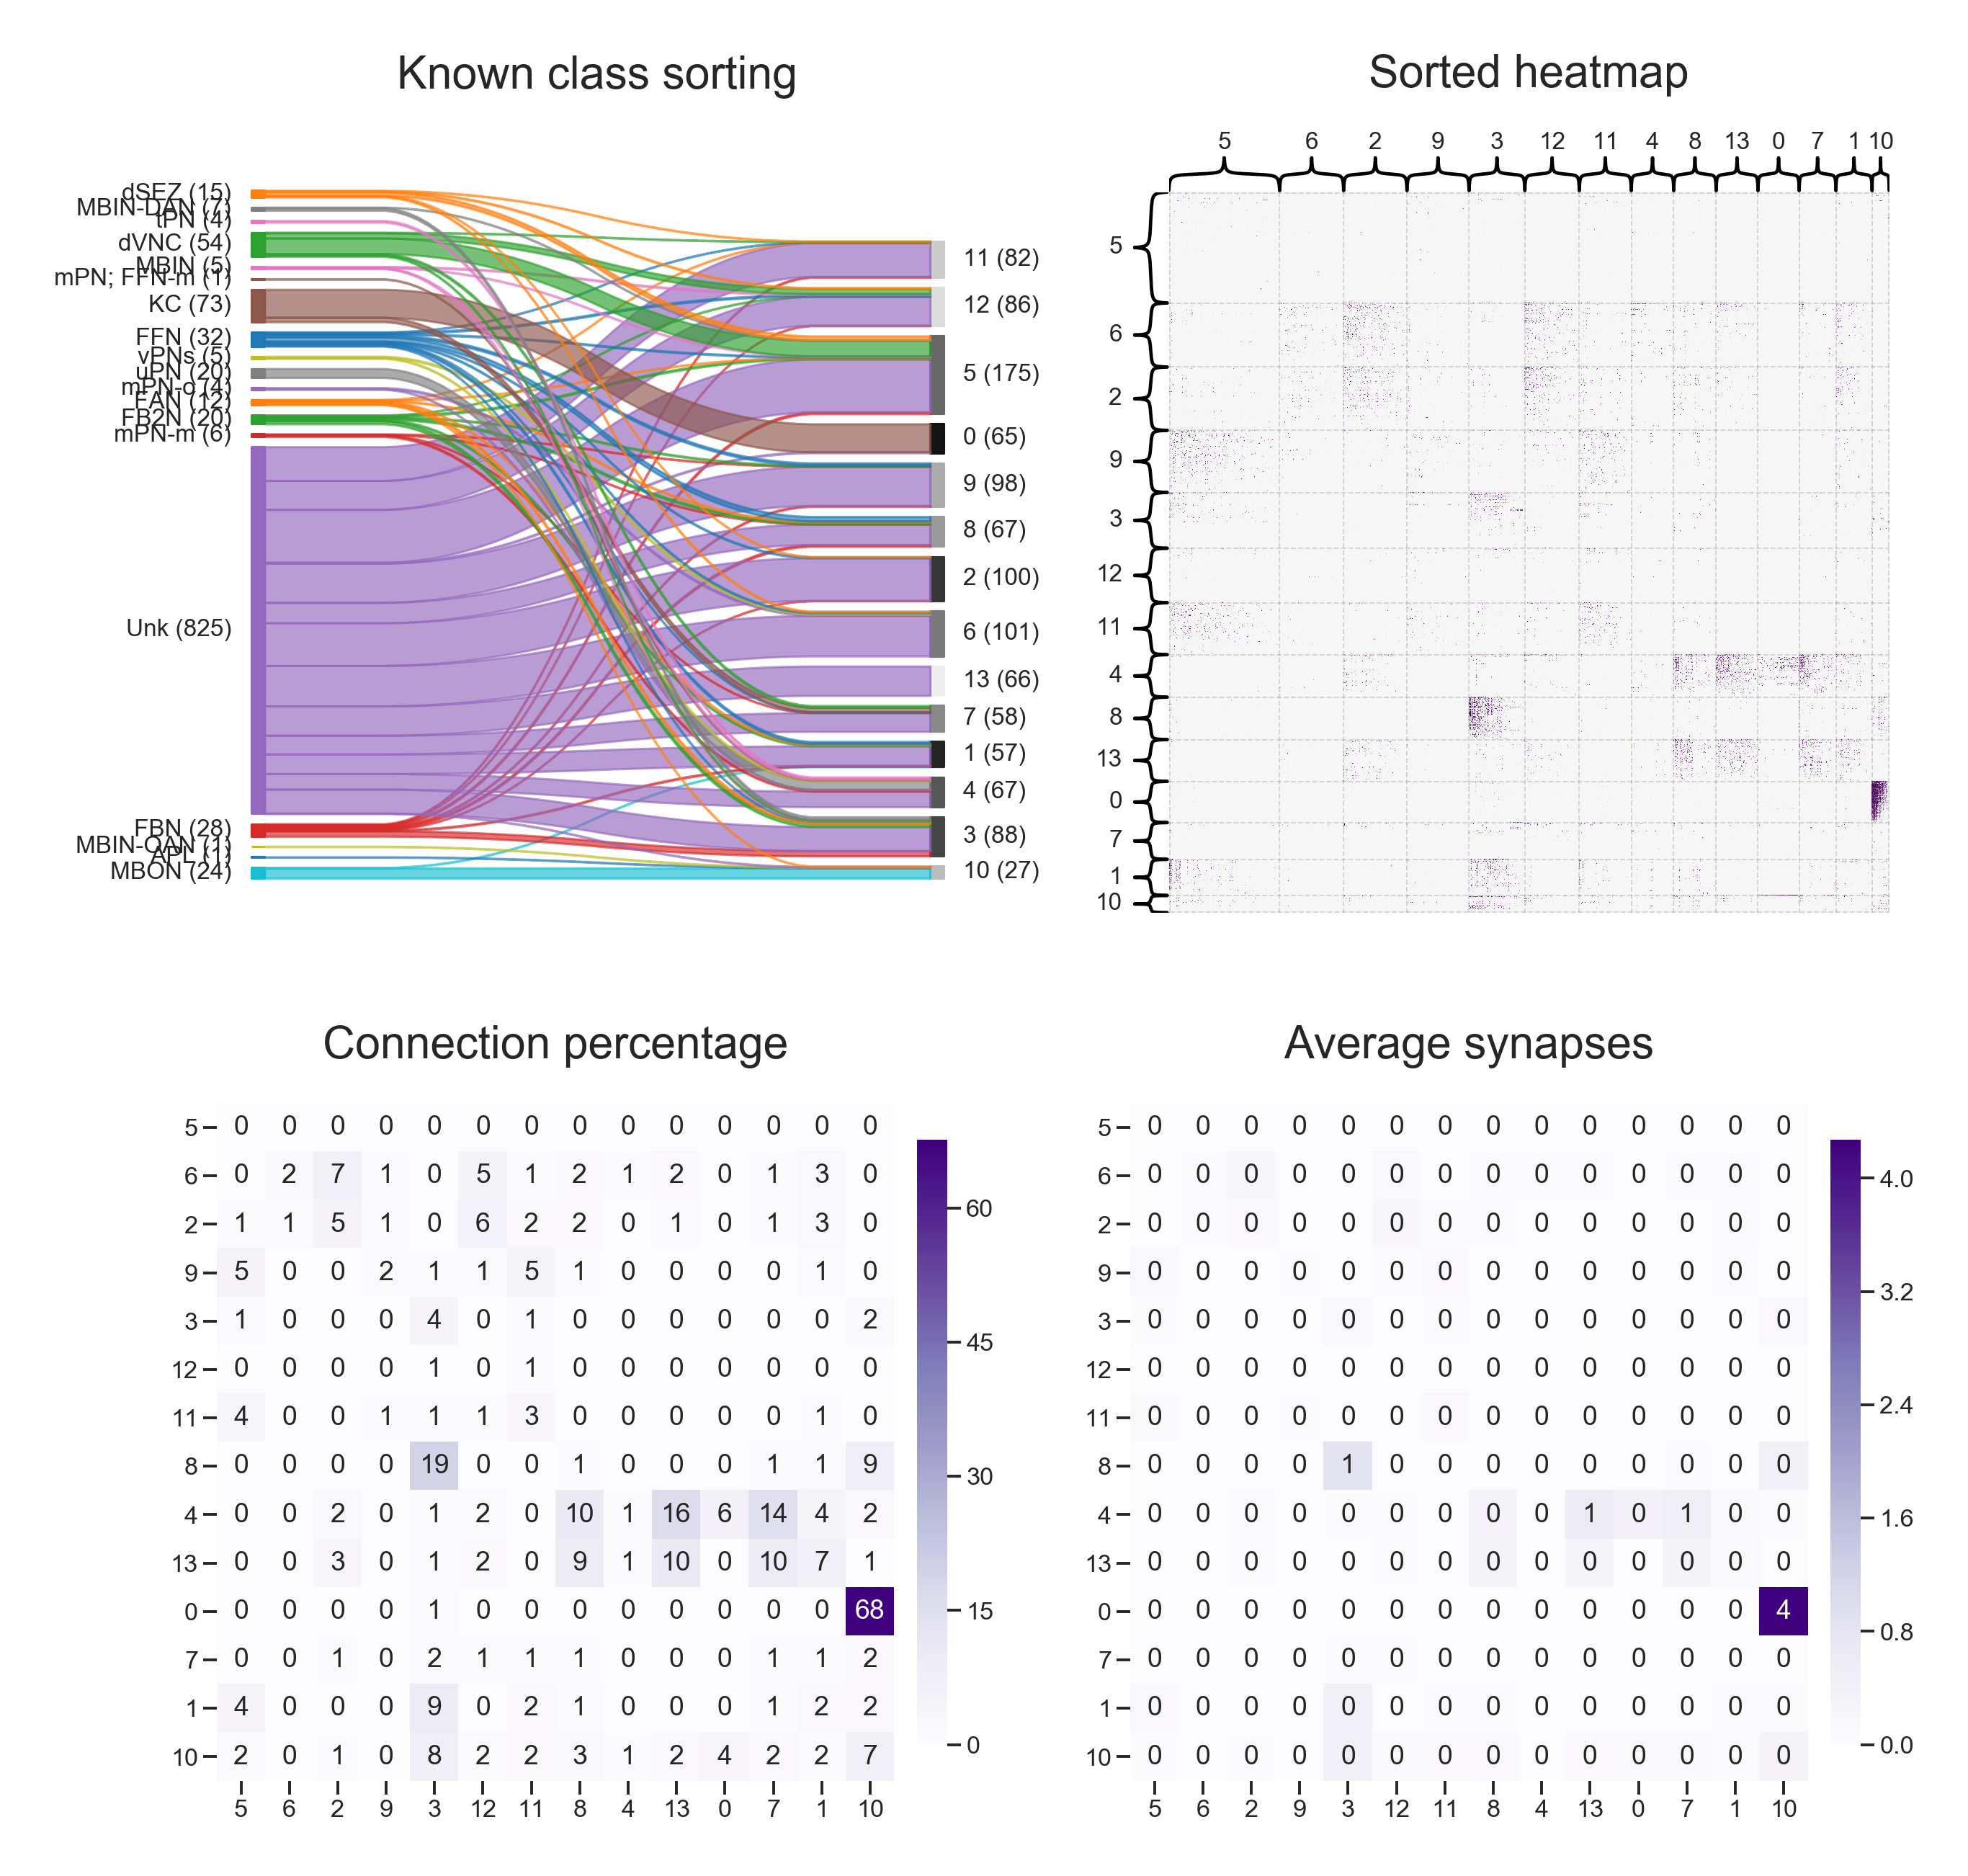 Known class sorting
dSEZ (15)
MBIN-DAN (7)
tPN (4)
dVNC (54)
MBIN (5)
mPN; FFN-m (1)
KC (73)
FFN (32)
vPNs (5)
uPN (20)
mPN-o (4)
FAN (12)
FB2N (20)
mPN-m (6)
Unk (825)
FBN (28)
MBIN-OAN (1)
APL (1)
MBON (24)
11 (82)
12 (86)
5 (175)
0 (65)
9 (98)
8 (67)
2 (100)
6 (101)
13 (66)
7 (58)
1 (57)
4 (67)
3 (88)
10 (27)
Sorted heatmap
5 6 2 9 3 12 11 4 8 13 0 7 1 10
5
6
2
9
3
12
11
4
8
13
0
7
1
10
Connection percentage
5 0 0 0 0 0 0 0 0 0 0 0 0 0 0
6 0 2 7 1 0 5 1 2 1 2 0 1 3 0
2 1 1 5 1 0 6 2 2 0 1 0 1 3 0
9 5 0 0 2 1 1 5 1 0 0 0 0 1 0
3 1 0 0 0 4 0 1 0 0 0 0 0 0 2
12 0 0 0 0 1 0 1 0 0 0 0 0 0 0
11 4 0 0 1 1 1 3 0 0 0 0 0 1 0
8 0 0 0 0 19 0 0 1 0 0 0 1 1 9
4 0 0 2 0 1 2 0 10 1 16 6 14 4 2
13 0 0 3 0 1 2 0 9 1 10 0 10 7 1
0 0 0 0 0 1 0 0 0 0 0 0 0 0 68
7 0 0 1 0 2 1 1 1 0 0 0 1 1 2
1 4 0 0 0 9 0 2 1 0 0 0 1 2 2
10 2 0 1 0 8 2 2 3 1 2 4 2 2 7
5 6 2 9 3 12 11 8 4 13 0 7 1 10
60
45
30
15
0
Average synapses
5 0 0 0 0 0 0 0 0 0 0 0 0 0 0
6 0 0 0 0 0 0 0 0 0 0 0 0 0 0
2 0 0 0 0 0 0 0 0 0 0 0 0 0 0
9 0 0 0 0 0 0 0 0 0 0 0 0 0 0
3 0 0 0 0 0 0 0 0 0 0 0 0 0 0
12 0 0 0 0 0 0 0 0 0 0 0 0 0 0
11 0 0 0 0 0 0 0 0 0 0 0 0 0 0
8 0 0 0 0 1 0 0 0 0 0 0 0 0 0
4 0 0 0 0 0 0 0 0 0 1 0 1 0 0
13 0 0 0 0 0 0 0 0 0 0 0 0 0 0
0 0 0 0 0 0 0 0 0 0 0 0 0 0 4
7 0 0 0 0 0 0 0 0 0 0 0 0 0 0
1 0 0 0 0 0 0 0 0 0 0 0 0 0 0
10 0 0 0 0 0 0 0 0 0 0 0 0 0 0
5 6 2 9 3 12 11 8 4 13 0 7 1 10
4.0
3.2
2.4
1.6
0.8
0.0